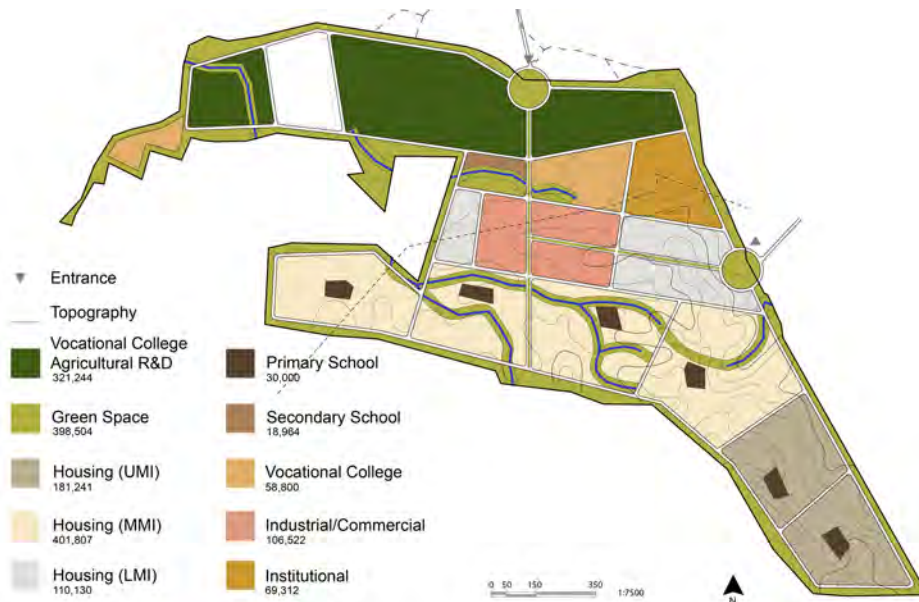 Entrance
Topography
Vocational College
Agricultural R&D
321,244
Green Space
398,504
Housing (UMI)
181,241
Housing (MMI)
401,807
Housing (LMI)
110,130
Primary School
30,000
Secondary School
18,964
Vocational College
58,800
Industrial/Commercial
106,522
Institutional
69,312
0 50 150 350 1:7500
N